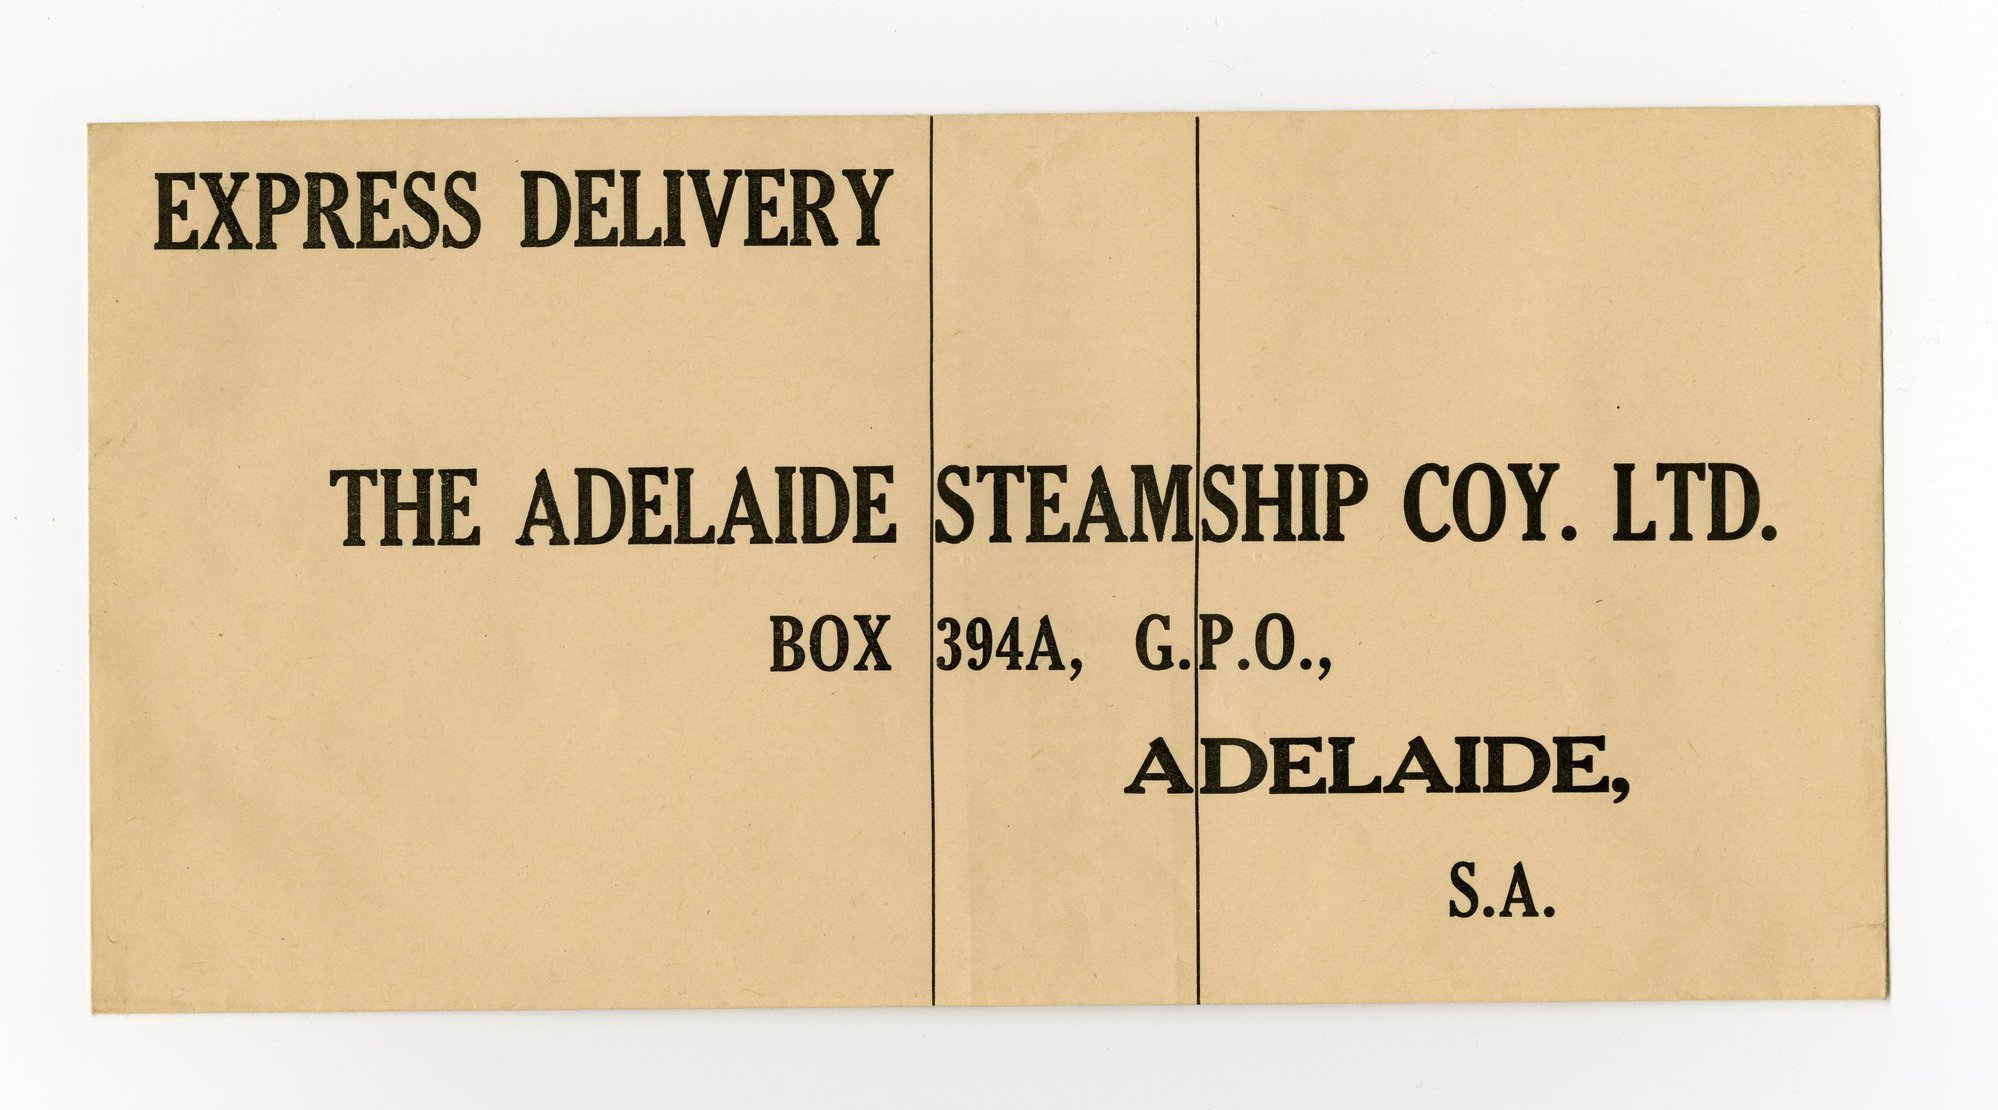 EXPRESS DELIVERY
THE ADELAIDE STEAMSHIP COY. LTD.
BOX 394A, G.P.O.,
ADELAIDE,
S.A.